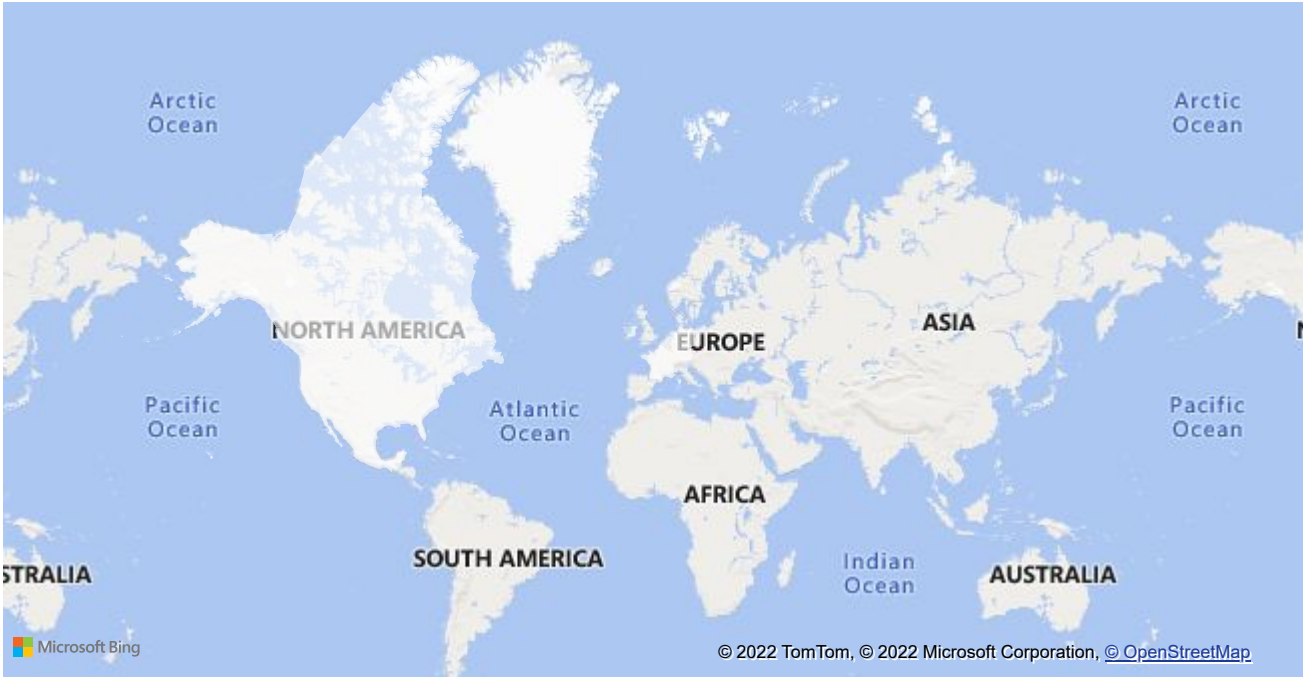 Arctic
Ocean
Arctic
Ocean
NORTH AMERICA
EUROPE
ASIA
N
Pacific
Ocean
Atlantic
Ocean
Pacific
Ocean
AFRICA
SOUTH AMERICA
Indian
Ocean
STRALIA
AUSTRALIA
Microsoft Bing
© 2022 TomTom, © 2022 Microsoft Corporation, © OpenStreetMap